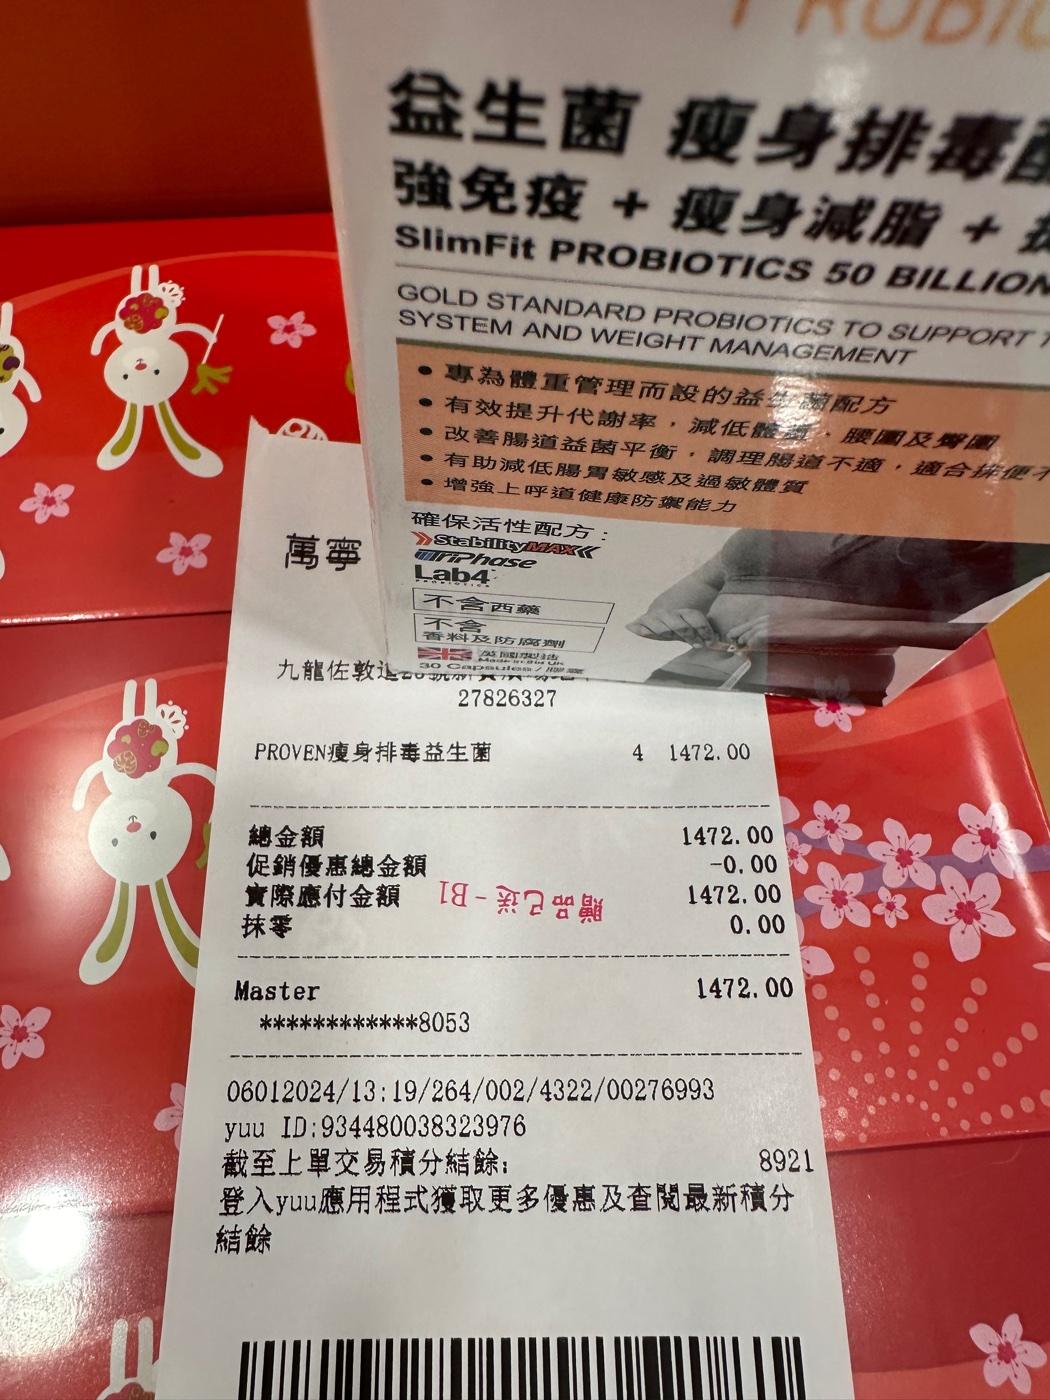 益生菌 瘦身排毒
強免疫 + 瘦身減脂 +
SlimFit PROBIOTICS 50 BILLION
GOLD STANDARD PROBIOTICS TO SUPPORT
SYSTEM AND WEIGHT MANAGEMENT
• 專為體重管理而設的益生菌配方
• 有效提升代謝率，減低體重、腰圍及臀圍
• 改善腸道益菌平衡，調理腸道不適，適合排便不
• 有助減低腸胃敏感及過敏體質
• 增強上呼道健康防禦能力
確保活性配方：
StabilityMAX
TriPhase
Lab4
PROBIOTICS
不含西藥
不含
香料及防腐劑
英國製造
Made in the UK
30 Capsules / 膠囊
萬寧
九龍佐敦道
27826327
PROVEN瘦身排毒益生菌 4 1472.00
總金額 1472.00
促銷優惠總金額 -0.00
實際應付金額 1472.00
贈品已送-B1
抹零 0.00
Master 1472.00
************8053
06012024/13:19/264/002/4322/00276993
yuu ID:934480038323976
截至上單交易積分結餘: 8921
登入yuu應用程式獲取更多優惠及查閱最新積分
結餘